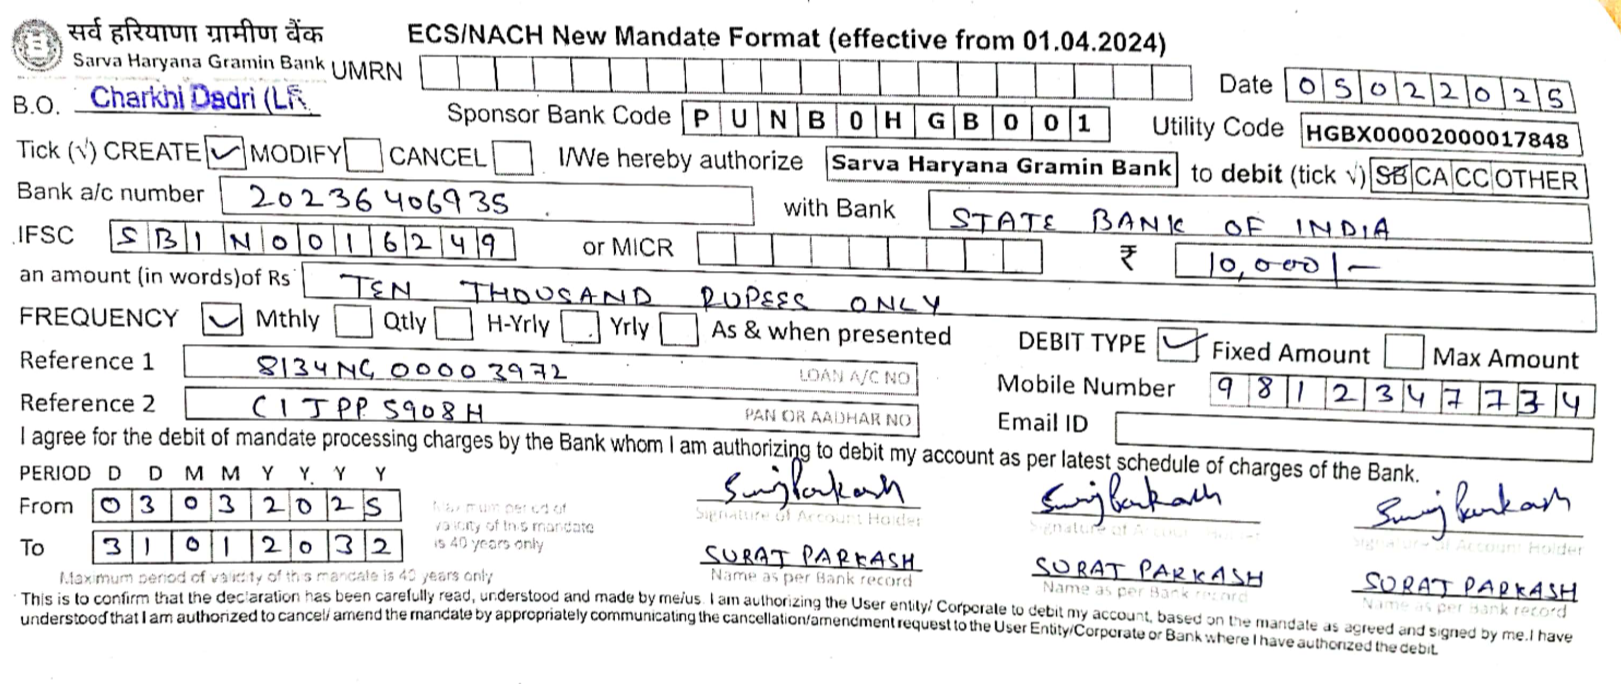 सर्व हरियाणा ग्रामीण बैंक
Sarva Haryana Gramin Bank
ECS/NACH New Mandate Format (effective from 01.04.2024)
UMRN
Date 05022025
B.O. Charkhi Dadri (LR
Sponsor Bank Code PUNB0HGB001
Utility Code HGBX00002000017848
Tick (√) CREATE ✓ MODIFY CANCEL I/We hereby authorize Sarva Haryana Gramin Bank to debit (tick √) SB CA CC OTHER
Bank a/c number 20236406935 with Bank STATE BANK OF INDIA
IFSC SBIN0016249 or MICR ₹ 10,000/-
an amount (in words)of Rs TEN THOUSAND RUPEES ONLY
FREQUENCY ✓ Mthly Qtly H-Yrly Yrly As & when presented DEBIT TYPE ✓ Fixed Amount Max Amount
Reference 1 8134NG00003972 LOAN A/C NO
Mobile Number 9812347734
Reference 2 CITPP5908H PAN OR AADHAR NO
Email ID
I agree for the debit of mandate processing charges by the Bank whom I am authorizing to debit my account as per latest schedule of charges of the Bank.
PERIOD D D M M Y Y Y Y
From 03032025
To 31012032
Maximum period of
validity of this mandate
is 40 years only
Surajparkash Surajparkash Surajparkash
Signature of Account Holder Signature of Account Holder Signature of Account Holder
SURAJ PARKASH SURAJ PARKASH SURAJ PARKASH
Name as per Bank record Name as per Bank record Name as per Bank record
Maximum period of validity of this mandate is 40 years only
This is to confirm that the declaration has been carefully read, understood and made by me/us. I am authorizing the User entity/ Corporate to debit my account, based on the mandate as agreed and signed by me.I have
understood that I am authorized to cancel/ amend the mandate by appropriately communicating the cancellation/amendment request to the User Entity/Corporate or Bank where I have authorized the debit.